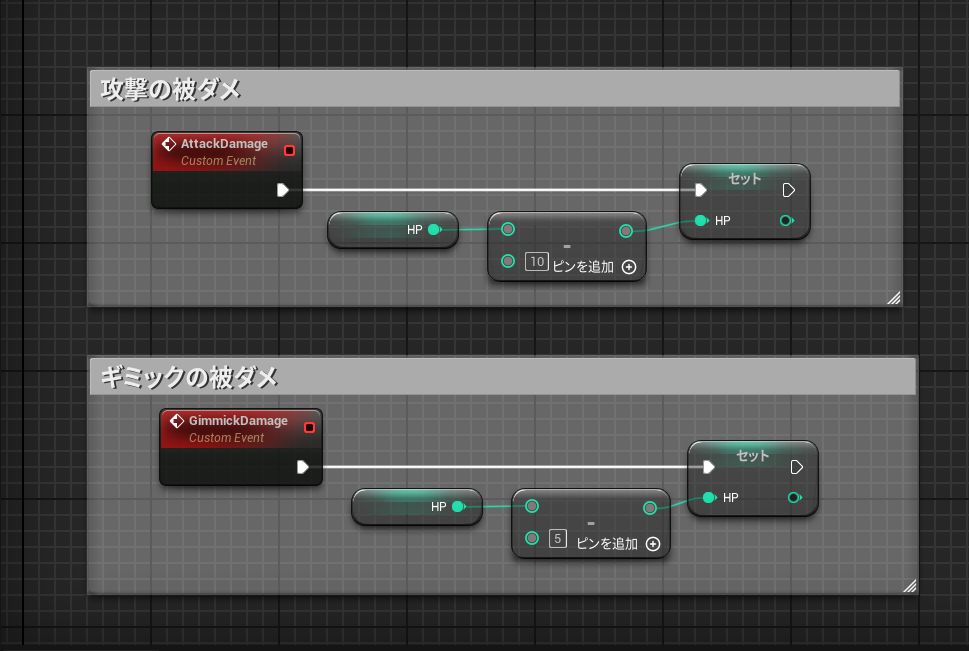 攻撃の被ダメ
AttackDamage
Custom Event
セット
HP
HP
-
10 ピンを追加
ギミックの被ダメ
GimmickDamage
Custom Event
セット
HP
HP
-
5 ピンを追加